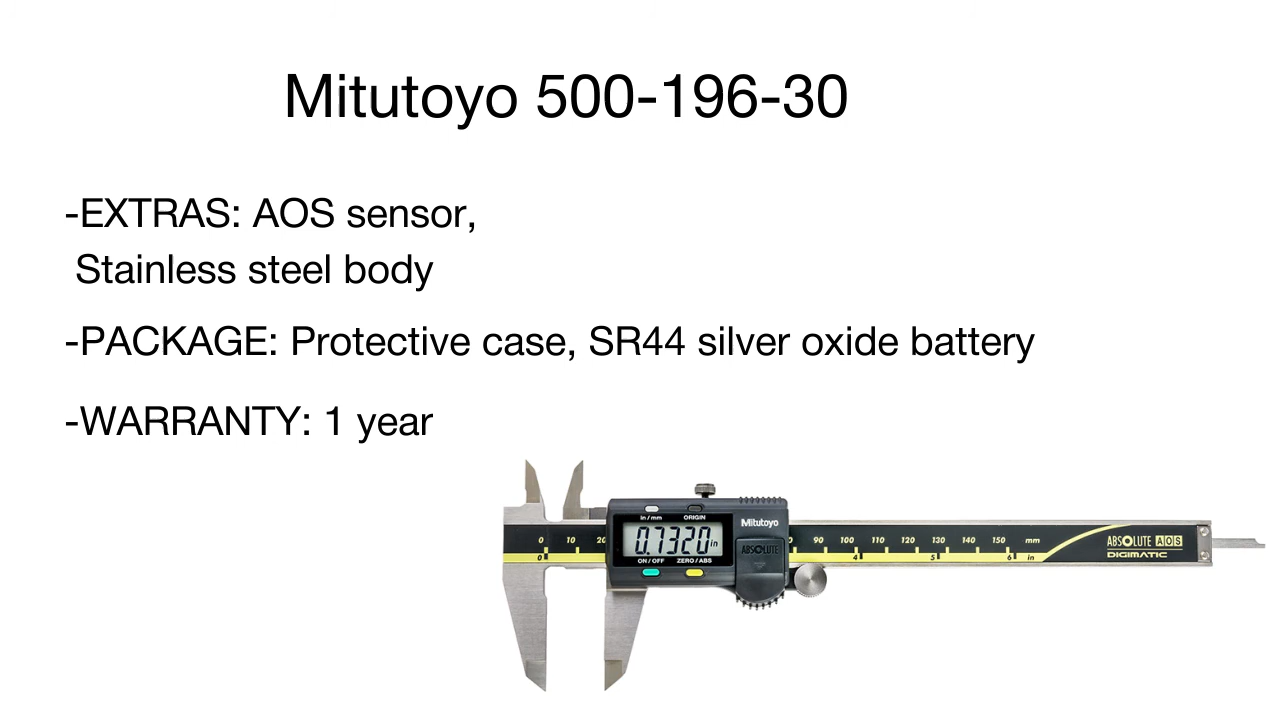 Mitutoyo 500-196-30
-EXTRAS: AOS sensor,
Stainless steel body
-PACKAGE: Protective case, SR44 silver oxide battery
-WARRANTY: 1 year
in/mm ORIGIN
Mitutoyo
0.7320in
ON/OFF ZERO/ABS
ABSOLUTE
0 10 20 90 100 110 120 130 140 150 mm
0 4 5 6 in
ABSOLUTE AOS
DIGIMATIC